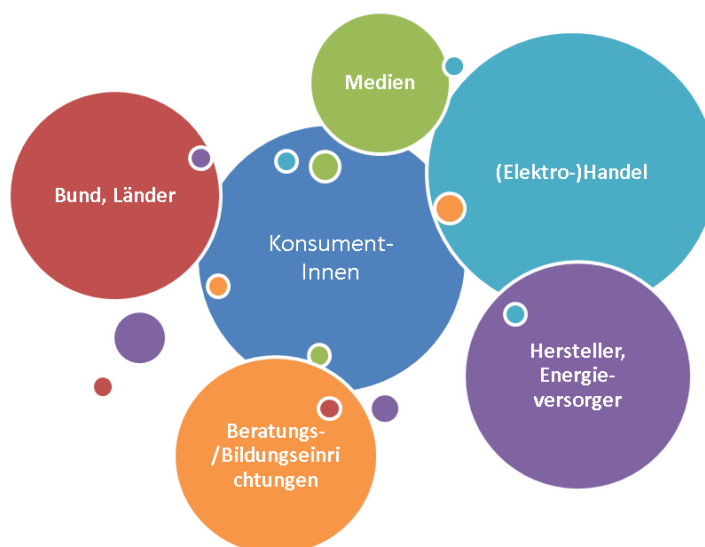 Medien
(Elektro-)Handel
Bund, Länder
Konsument-
Innen
Hersteller,
Energie-
versorger
Beratungs-
/Bildungseinri
chtungen